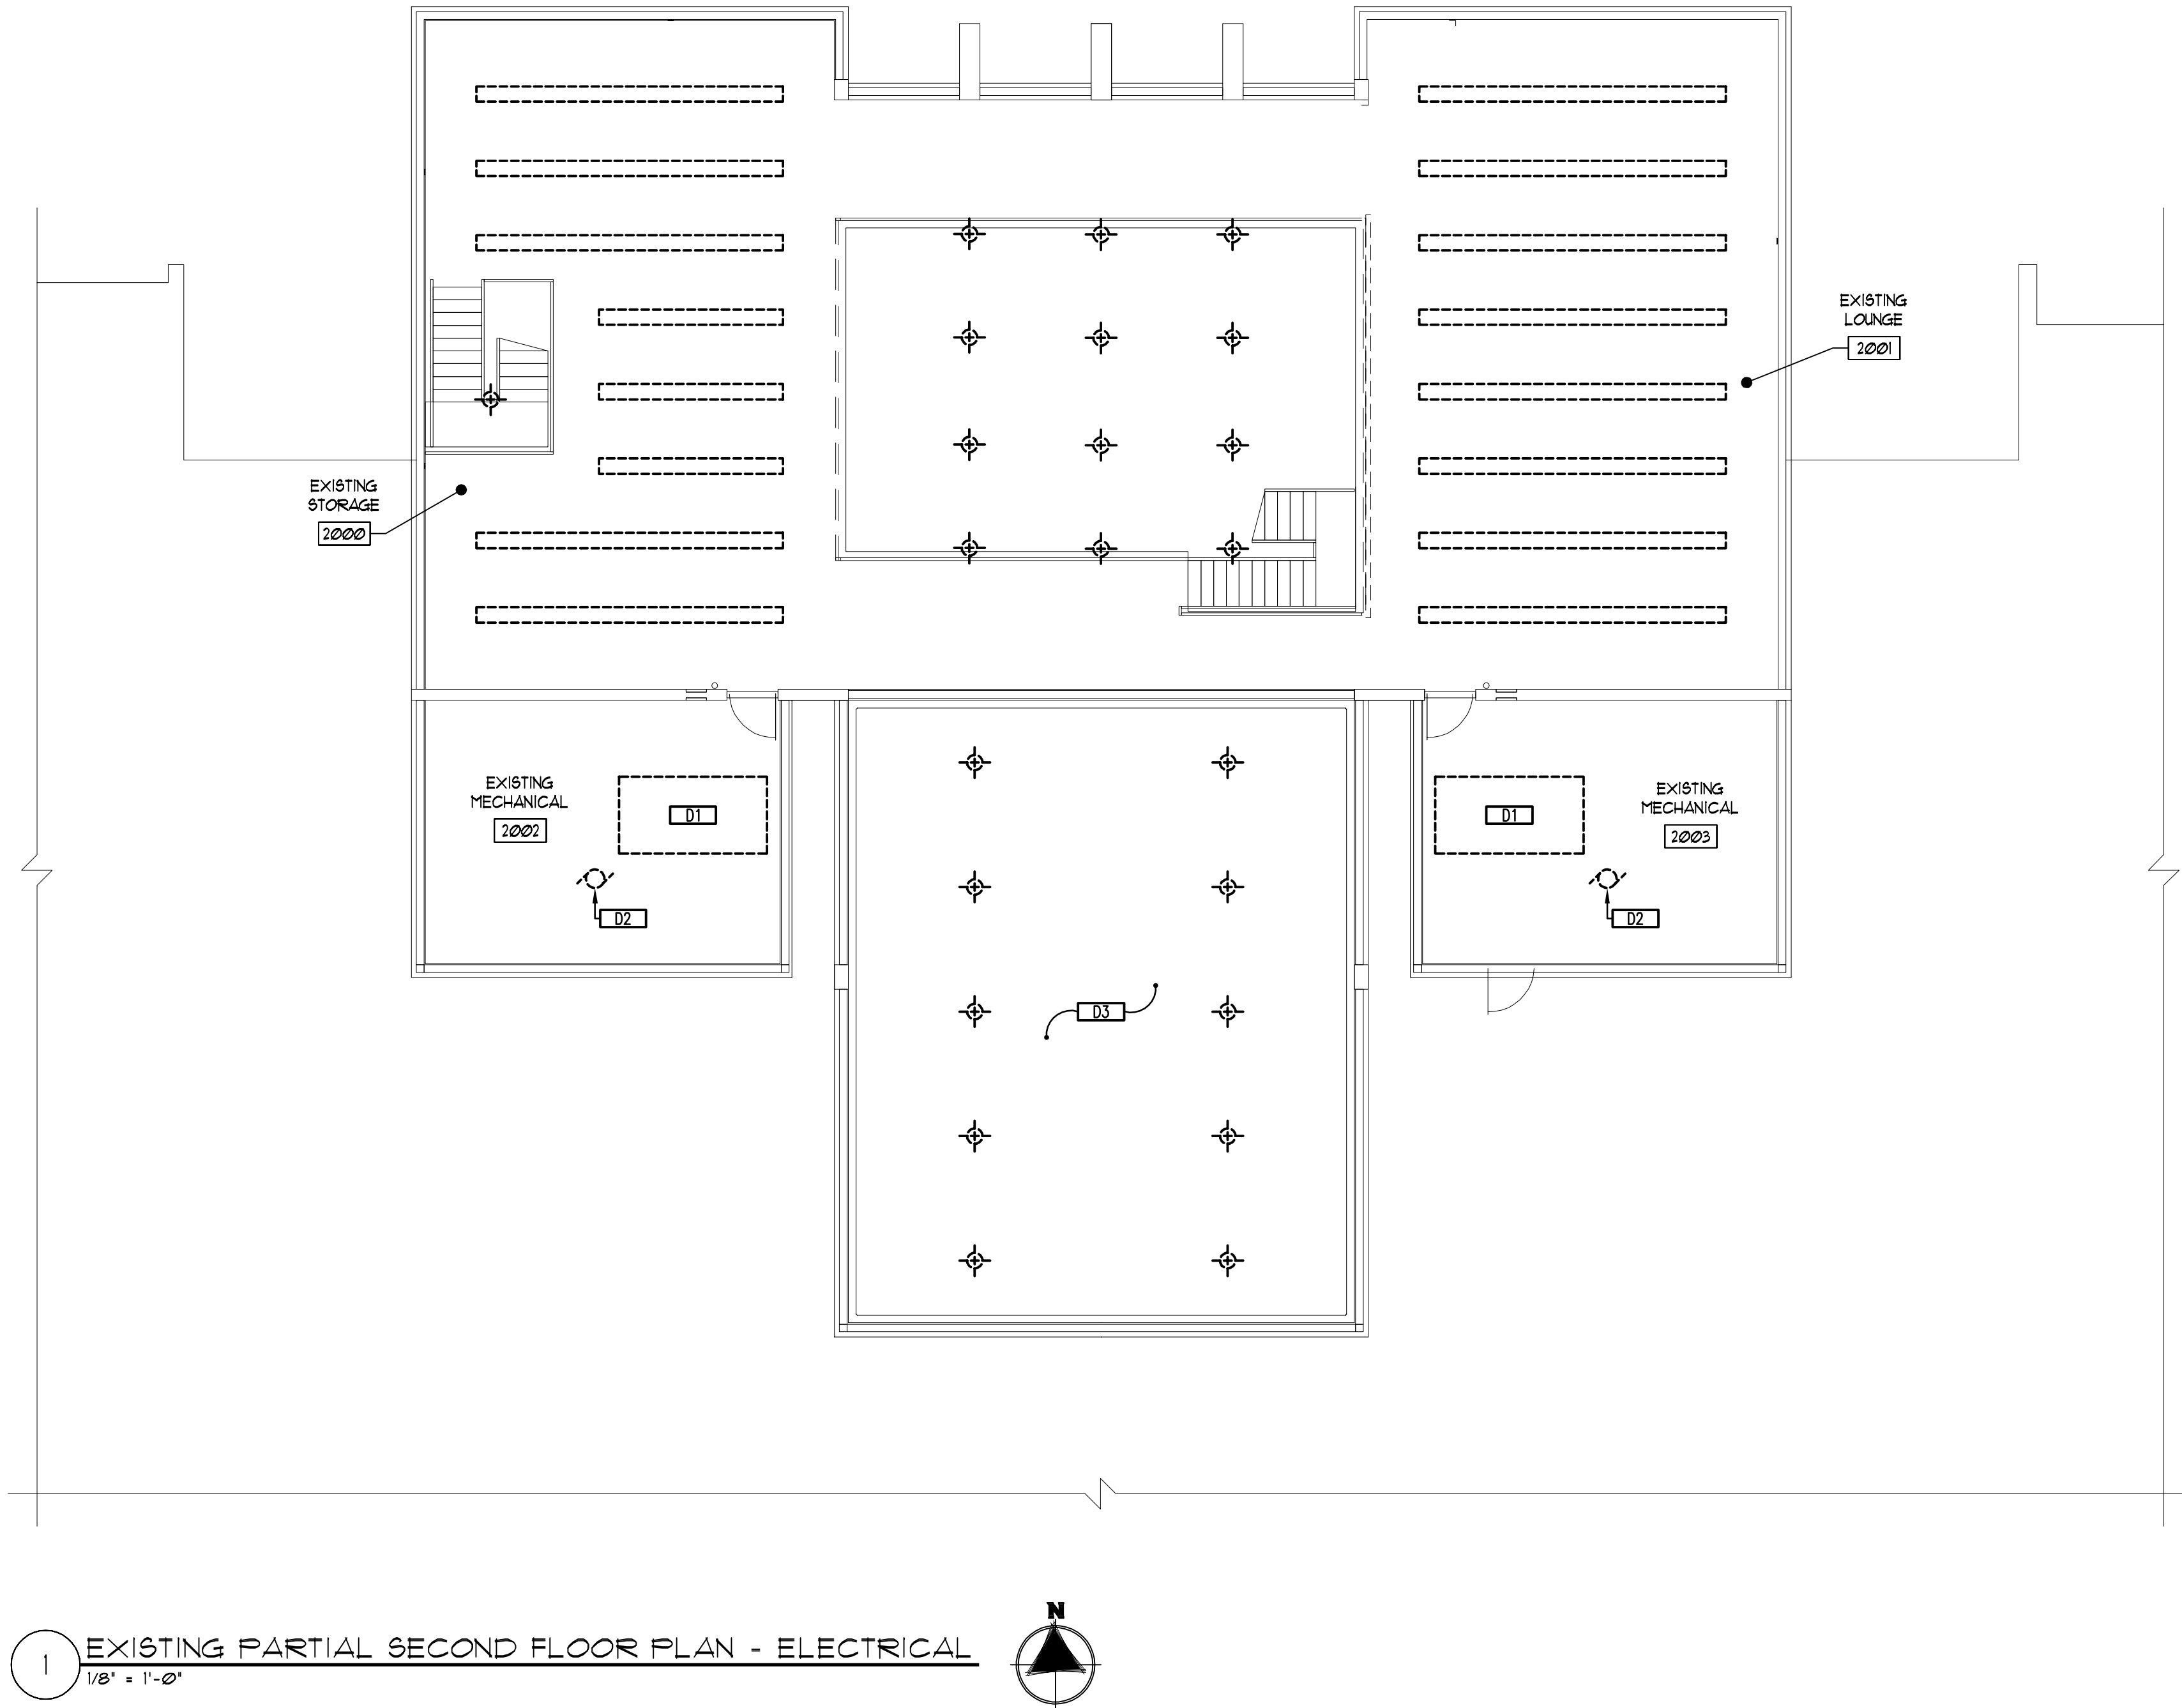 EXISTING
LOUNGE
2001
EXISTING
STORAGE
2000
EXISTING
MECHANICAL
2002
D1
D2
D1
EXISTING
MECHANICAL
2003
D2
D3
N
1
EXISTING PARTIAL SECOND FLOOR PLAN - ELECTRICAL
1/8" = 1'-0"